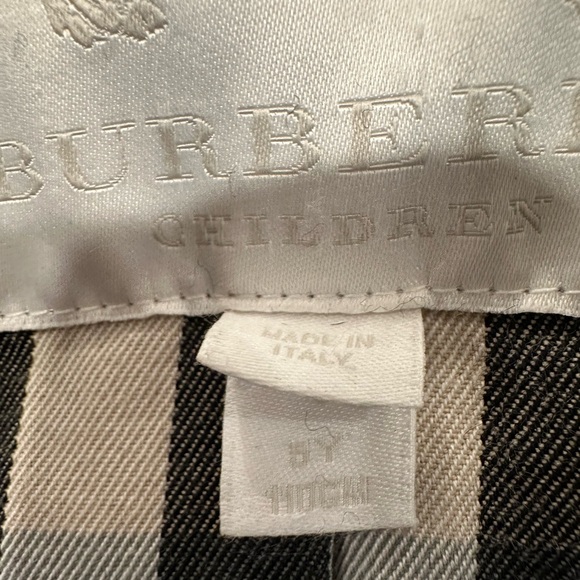 BURBERR
CHILDREN
MADE IN
ITALY
5Y
110CM